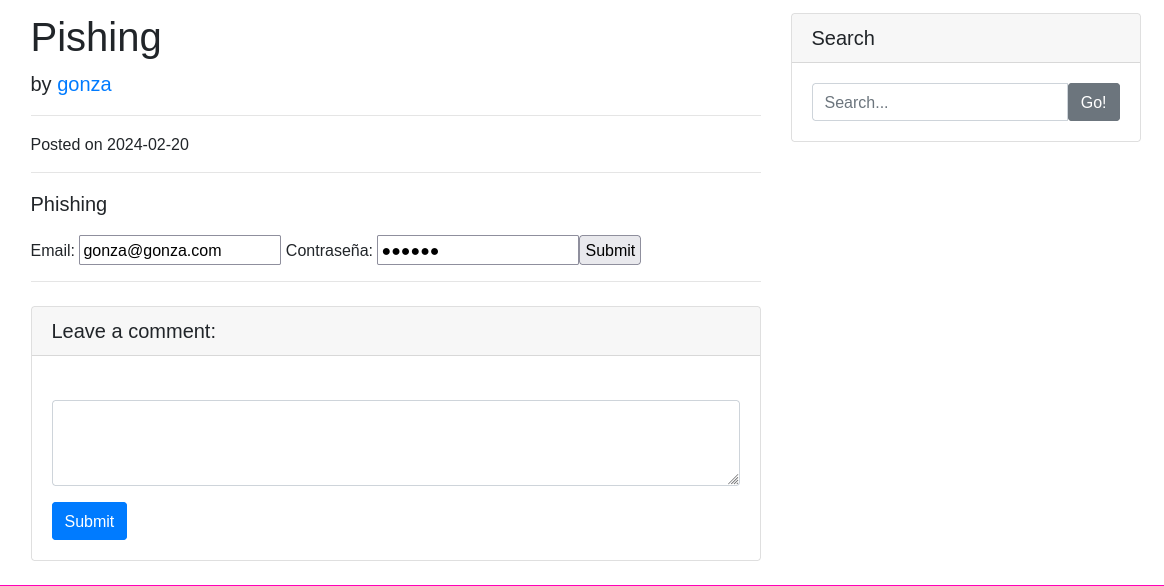 Pishing
by gonza
Posted on 2024-02-20
Phishing
Email: gonza@gonza.com Contraseña: ●●●●●● Submit
Leave a comment:
Submit
Search
Search... Go!